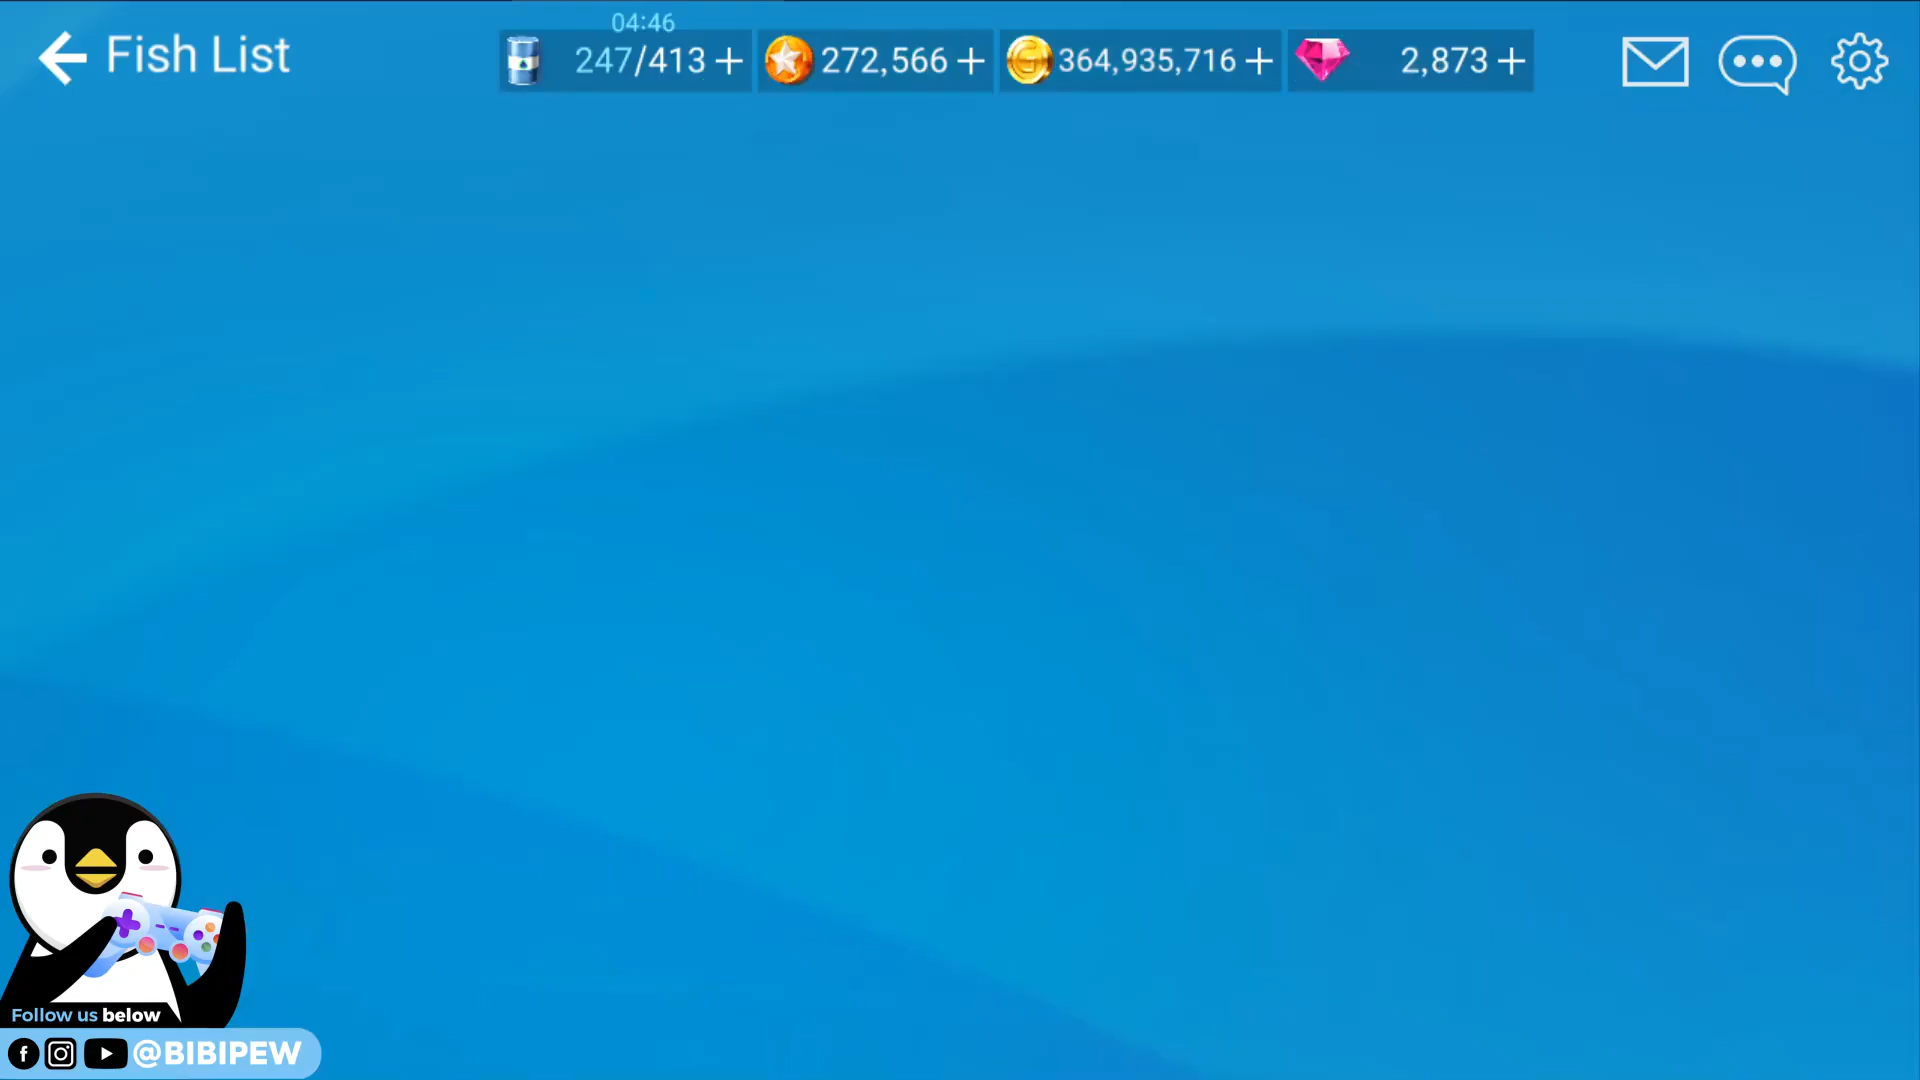 04:46
Fish List
247/413 +
272,566 +
364,935,716 +
2,873 +
Follow us below
@BIBIPEW